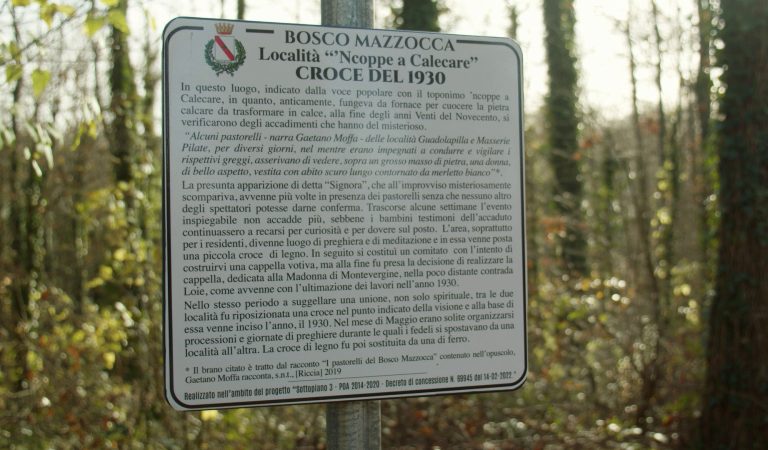 BOSCO MAZZOCCA
Località “'Ncoppe a Calecare”
CROCE DEL 1930
In questo luogo, indicato dalla voce popolare con il toponimo 'ncoppe a
Calecare, in quanto, anticamente, fungeva da fornace per cuocere la pietra
calcare da trasformare in calce, alla fine degli anni Venti del Novecento, si
verificarono degli accadimenti che hanno del misterioso.
“Alcuni pastorelli - narra Gaetano Moffa - delle località Guadolapilla e Masserie
Pilate, per diversi giorni, nel mentre erano impegnati a condurre e vigilare i
rispettivi greggi, asserivano di vedere, sopra un grosso masso di pietra, una donna,
di bello aspetto, vestita con abito scuro lungo contornato da merletto bianco”*.
La presunta apparizione di detta “Signora”, che all'improvviso misteriosamente
scompariva, avvenne più volte in presenza dei pastorelli senza che nessuno altro
degli spettatori potesse darne conferma. Trascorse alcune settimane l'evento
inspiegabile non accadde più, sebbene i bambini testimoni dell'accaduto
continuassero a recarsi per curiosità e per dovere sul posto. L'area, soprattutto
per i residenti, divenne luogo di preghiera e di meditazione e in essa venne posta
una piccola croce di legno. In seguito si costituì un comitato con l'intento di
costruirvi una cappella votiva, ma alla fine fu presa la decisione di realizzare la
cappella, dedicata alla Madonna di Montevergine, nella poco distante contrada
Loie, come avvenne con l'ultimazione dei lavori nell'anno 1930.
Nello stesso periodo a suggellare una unione, non solo spirituale, tra le due
località fu riposizionata una croce nel punto indicato della visione e alla base di
essa venne inciso l'anno, il 1930. Nel mese di Maggio erano solite organizzarsi
processioni e giornate di preghiere durante le quali i fedeli si spostavano da una
località all'altra. La croce di legno fu poi sostituita da una di ferro.
* Il brano citato è tratto dal racconto “I pastorelli del Bosco Mazzocca” contenuto nell'opuscolo,
Gaetano Moffa racconta, s.n.t., [Riccia] 2019
Realizzato nell'ambito del progetto “Sottopiano 3 - PDA 2014-2020 - Decreto di concessione N. 99945 del 14-02-2022.”